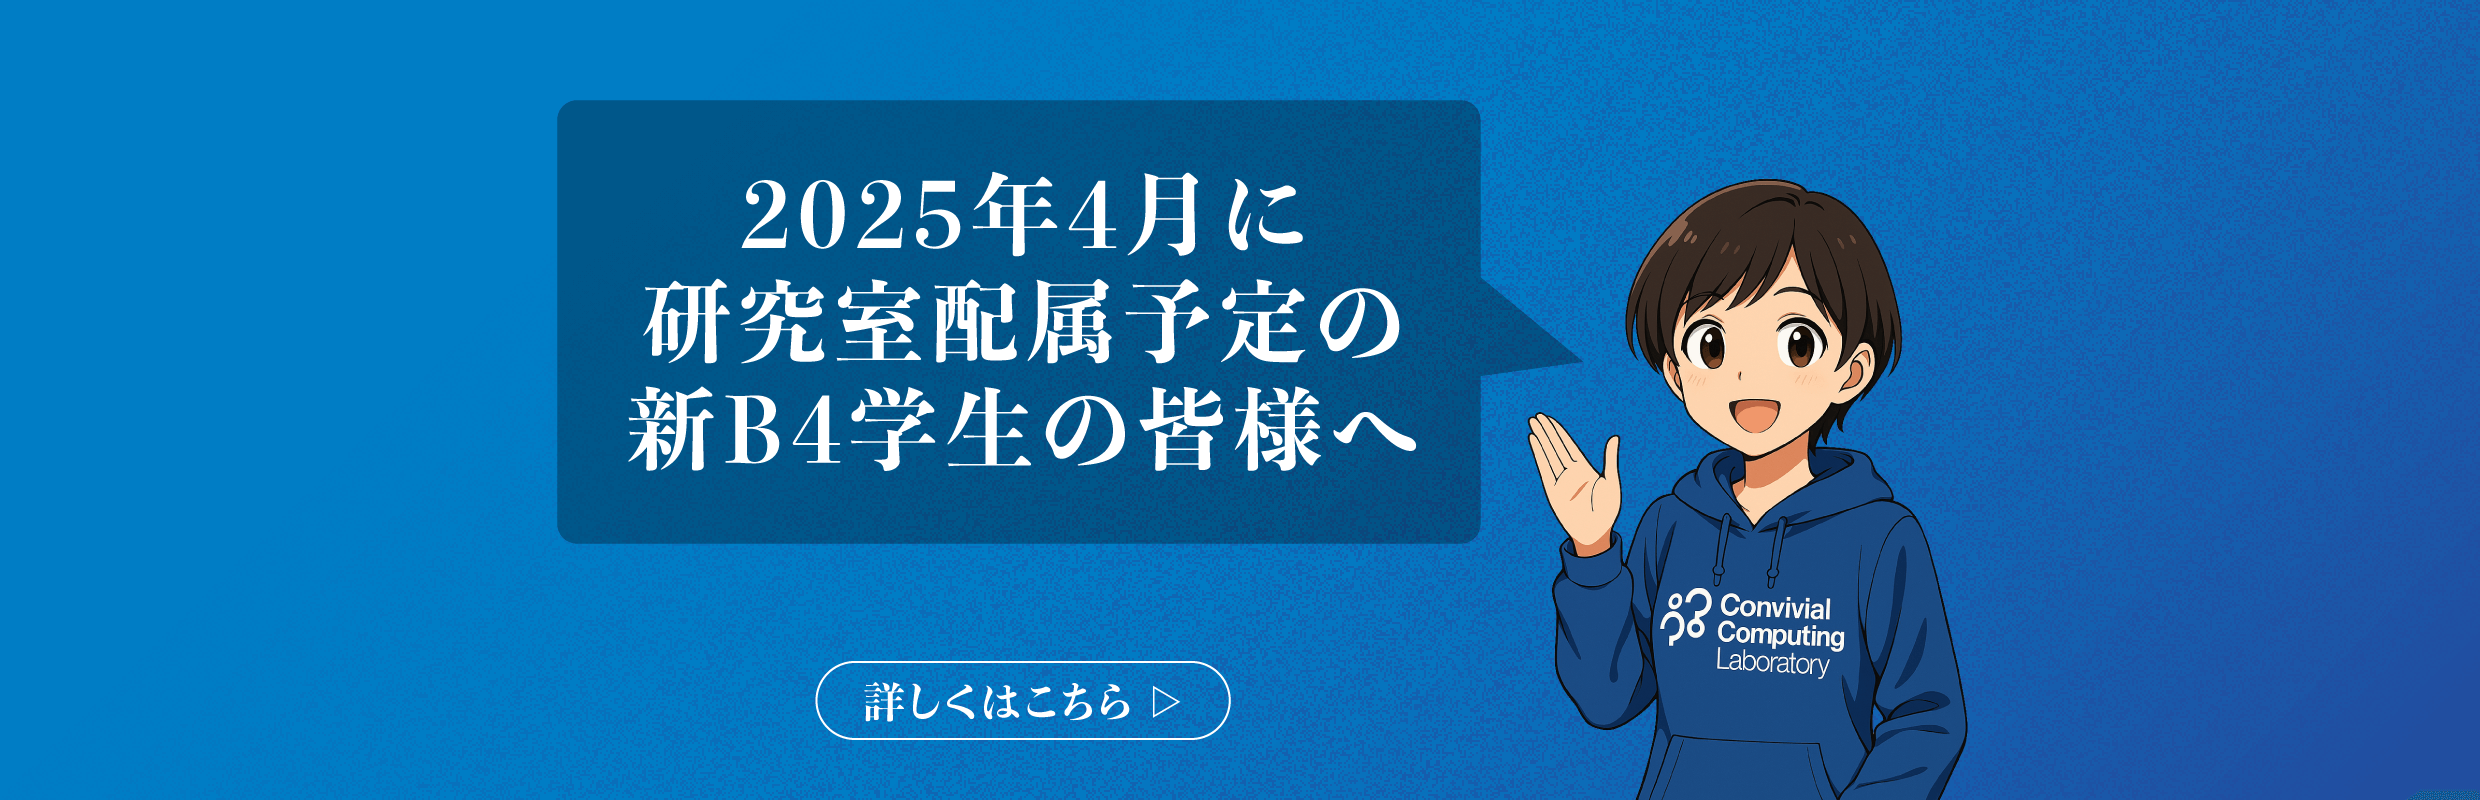 2025年4月に
研究室配属予定の
新B4学生の皆様へ
詳しくはこちら ▷
Convivial
Computing
Laboratory